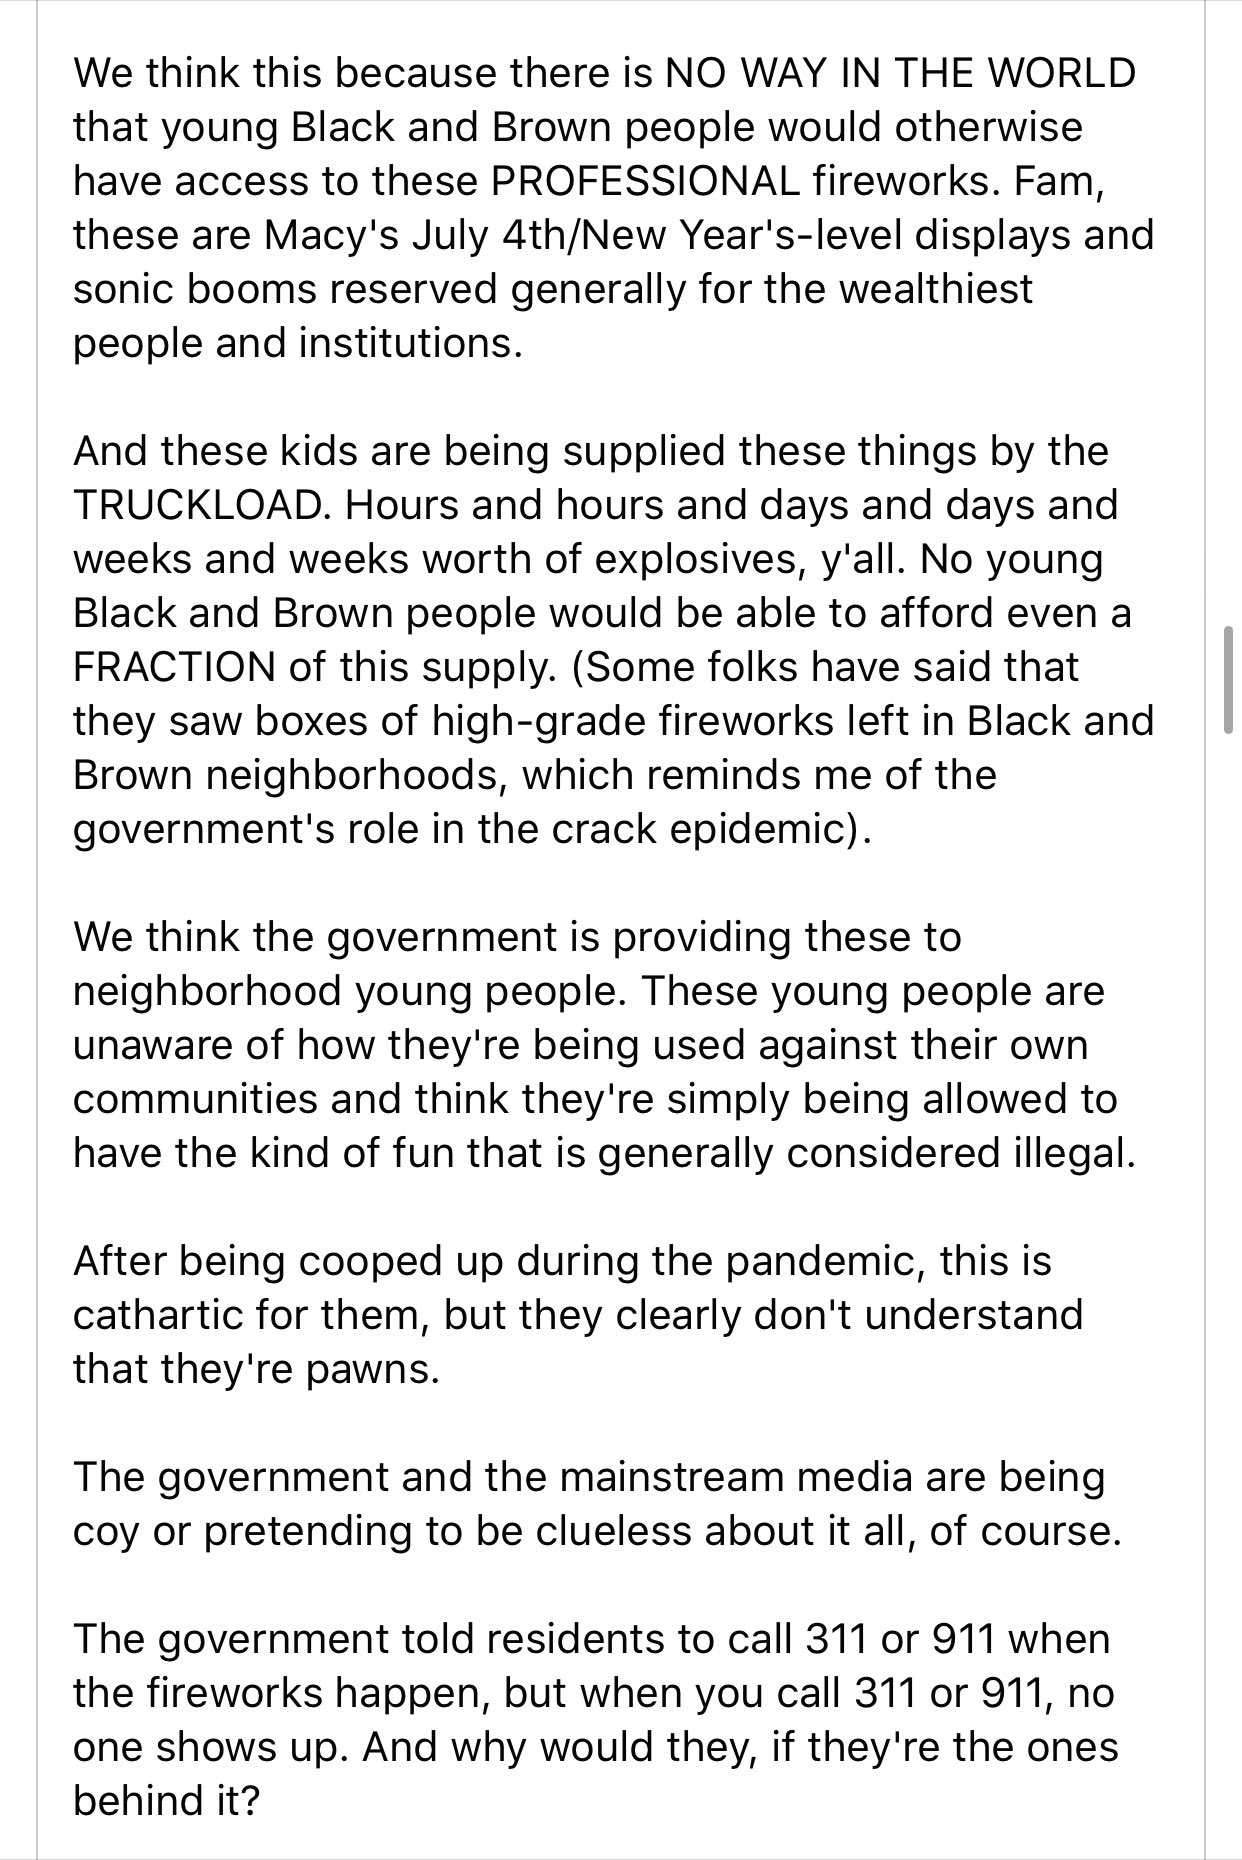 We think this because there is NO WAY IN THE WORLD
that young Black and Brown people would otherwise
have access to these PROFESSIONAL fireworks. Fam,
these are Macy's July 4th/New Year's-level displays and
sonic booms reserved generally for the wealthiest
people and institutions.
And these kids are being supplied these things by the
TRUCKLOAD. Hours and hours and days and days and
weeks and weeks worth of explosives, y'all. No young
Black and Brown people would be able to afford even a
FRACTION of this supply. (Some folks have said that
they saw boxes of high-grade fireworks left in Black and
Brown neighborhoods, which reminds me of the
government's role in the crack epidemic).
We think the government is providing these to
neighborhood young people. These young people are
unaware of how they're being used against their own
communities and think they're simply being allowed to
have the kind of fun that is generally considered illegal.
After being cooped up during the pandemic, this is
cathartic for them, but they clearly don't understand
that they're pawns.
The government and the mainstream media are being
coy or pretending to be clueless about it all, of course.
The government told residents to call 311 or 911 when
the fireworks happen, but when you call 311 or 911, no
one shows up. And why would they, if they're the ones
behind it?